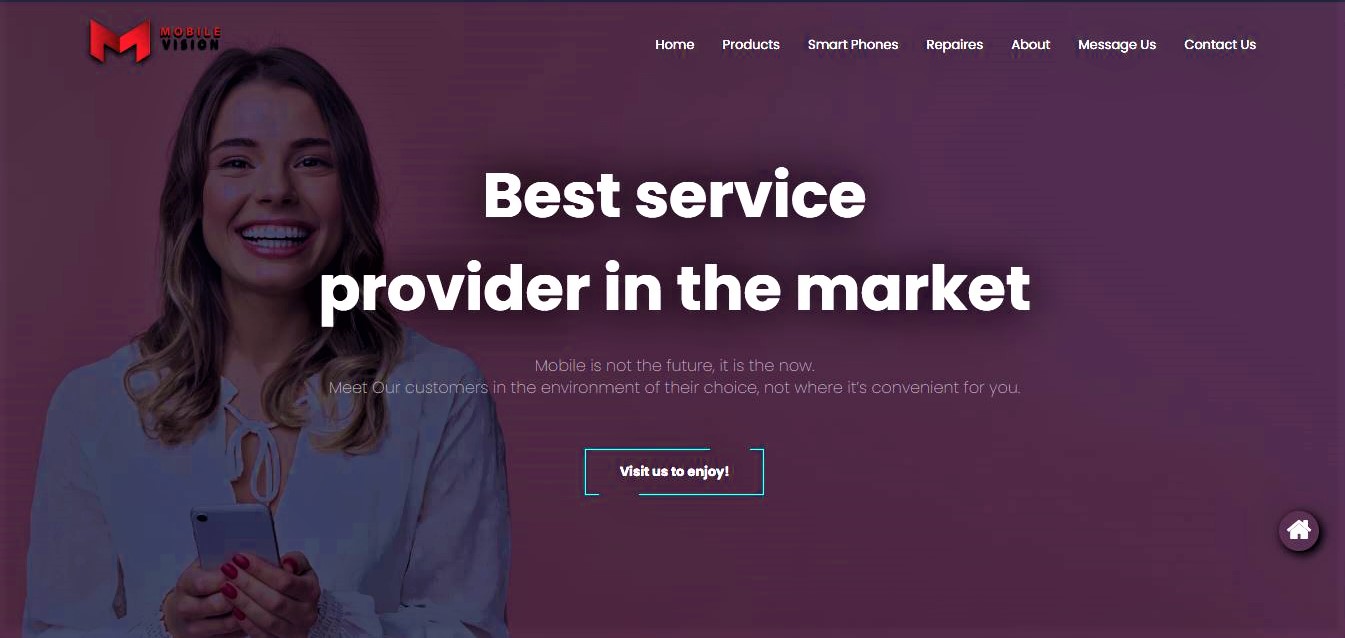 MOBILE
VISION
Home Products Smart Phones Repaires About Message Us Contact Us
Best service
provider in the market
Mobile is not the future, it is the now.
Meet Our customers in the environment of their choice, not where it’s convenient for you.
Visit us to enjoy!